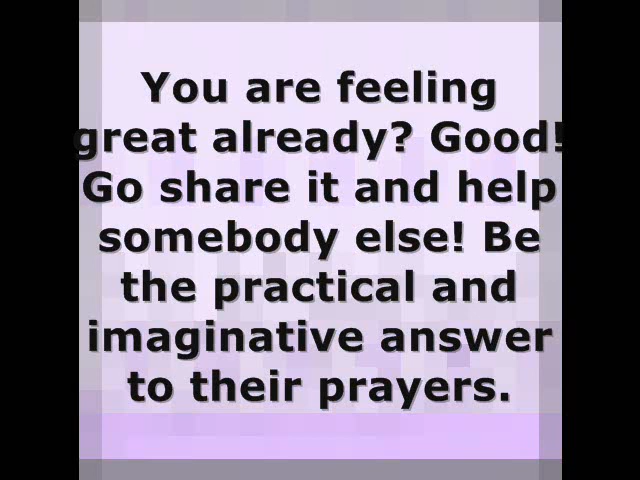 You are feeling
great already? Good!
Go share it and help
somebody else! Be
the practical and
imaginative answer
to their prayers.